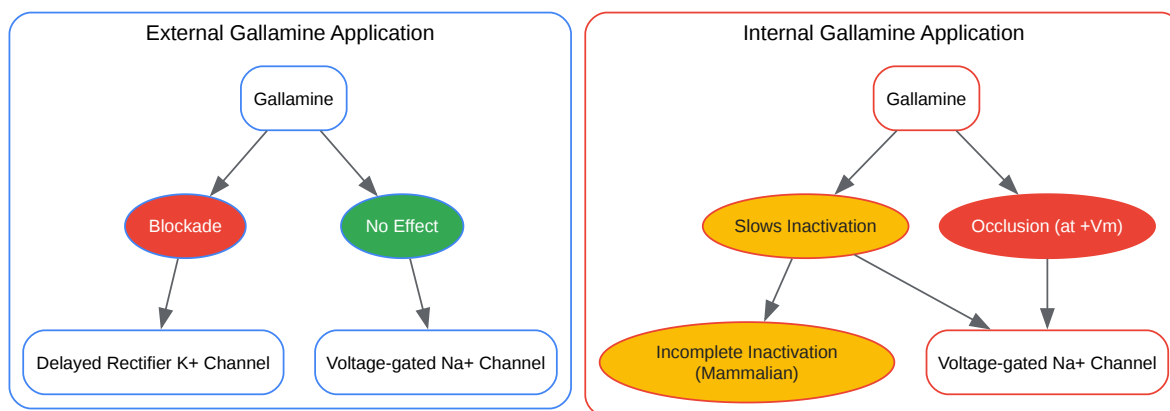 External Gallamine Application
Gallamine
Blockade
No Effect
Delayed Rectifier K+ Channel
Voltage-gated Na+ Channel
Internal Gallamine Application
Gallamine
Slows Inactivation
Occlusion (at +Vm)
Incomplete Inactivation
(Mammalian)
Voltage-gated Na+ Channel